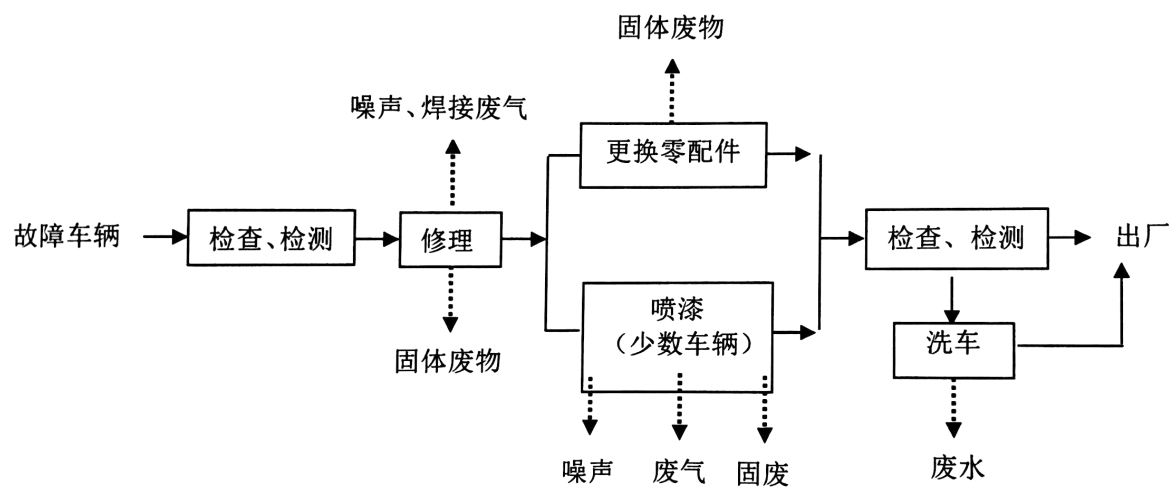 固体废物
噪声、焊接废气
更换零配件
故障车辆
检查、检测
修理
检查、检测
出厂
喷漆
（少数车辆）
洗车
固体废物
噪声
废气
固废
废水